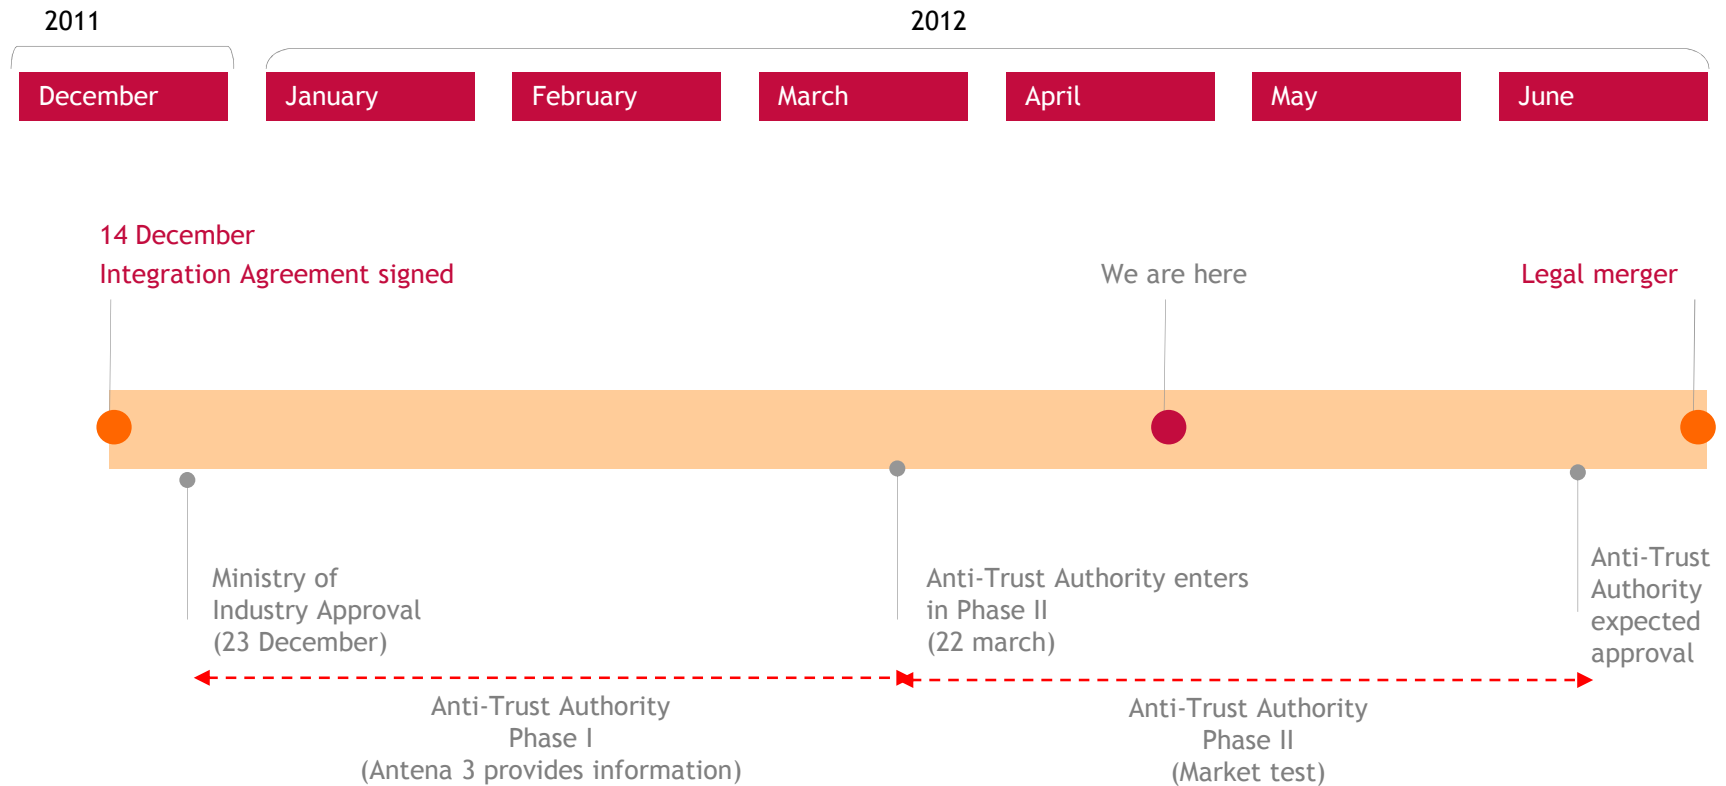 2011
2012
December
January
February
March
April
May
June
14 December
Integration Agreement signed
We are here
Legal merger
Ministry of
Industry Approval
(23 December)
Anti-Trust Authority enters
in Phase II
(22 march)
Anti-Trust
Authority
expected
approval
Anti-Trust Authority
Phase I
(Antena 3 provides information)
Anti-Trust Authority
Phase II
(Market test)